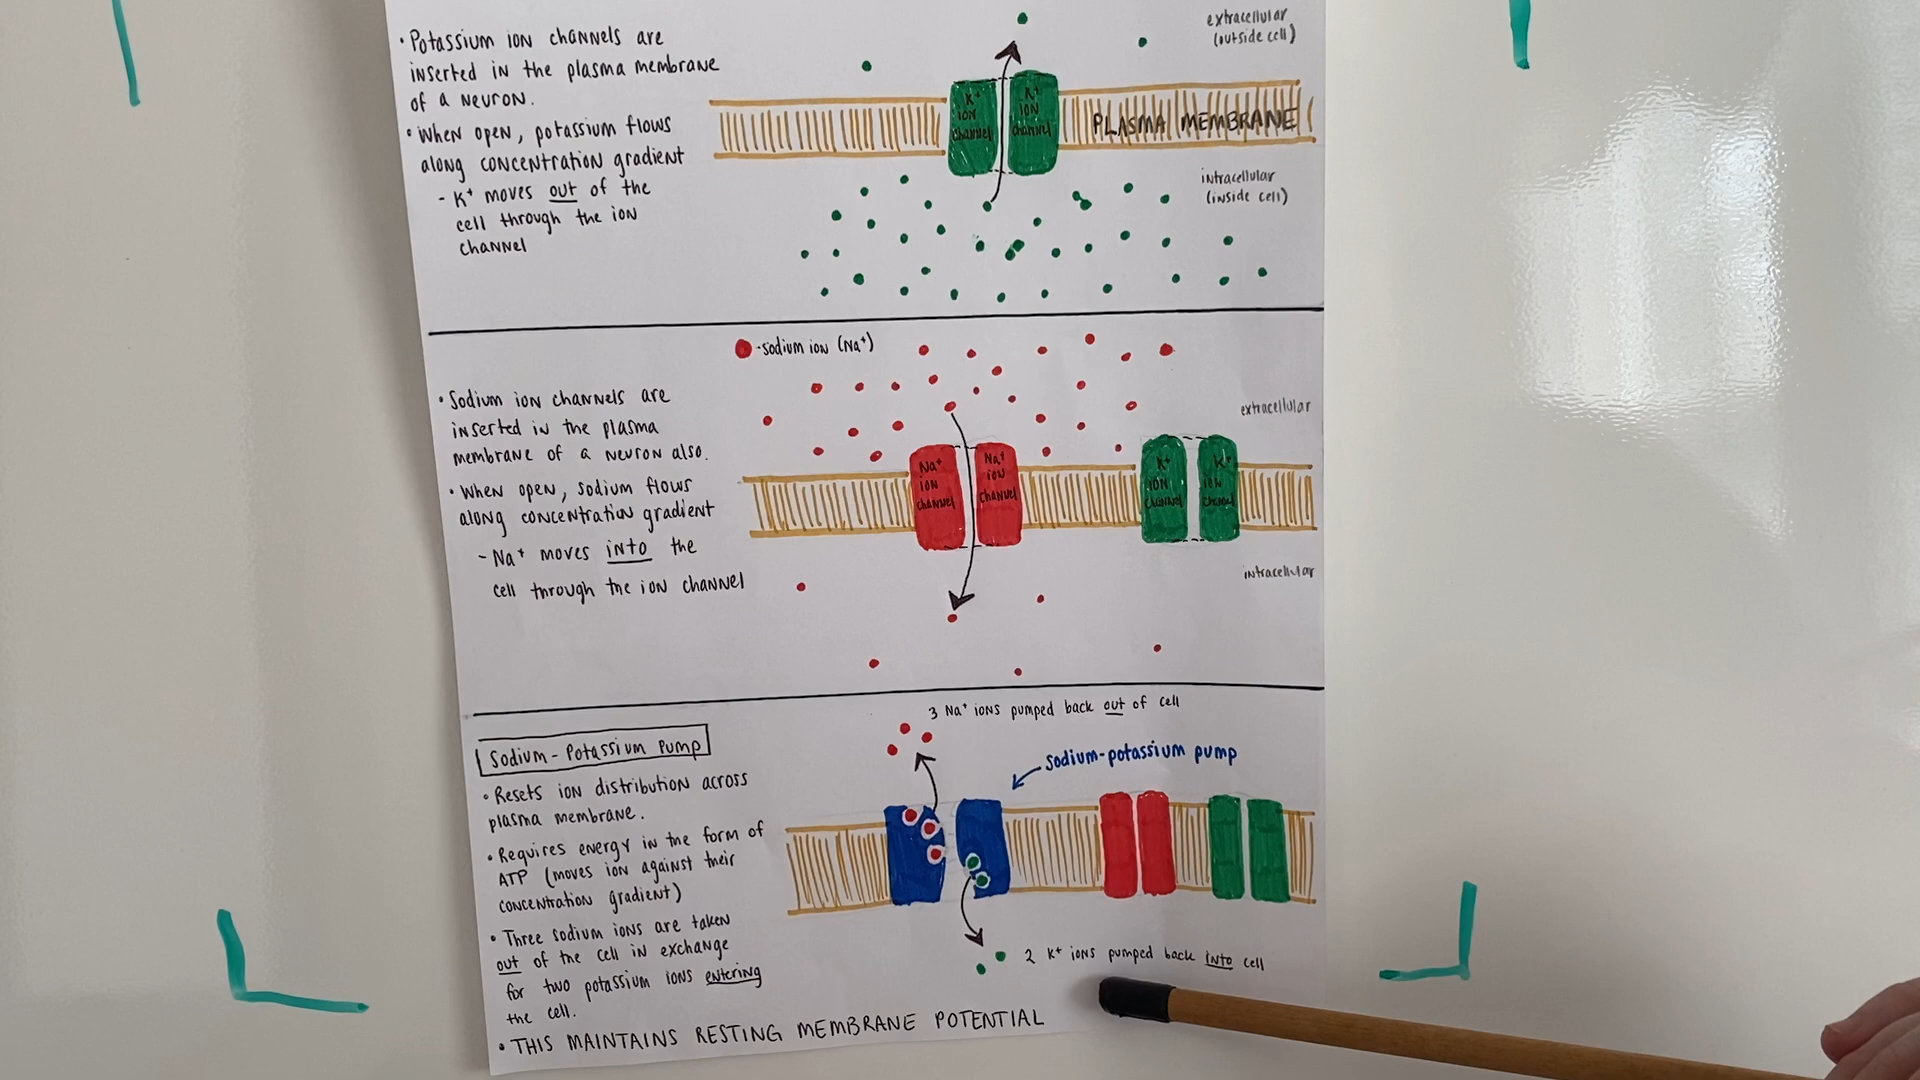 • Potassium ion channels are
inserted in the plasma membrane
of a neuron.
• When open, potassium flows
along concentration gradient
- K⁺ moves out of the
cell through the ion
channel
extracellular
(outside cell)
K⁺
ion
channel
K⁺
ion
channel
PLASMA MEMBRANE
intracellular
(inside cell)
-sodium ion (Na⁺)
• Sodium ion channels are
inserted in the plasma
membrane of a neuron also.
• When open, sodium flows
along concentration gradient
- Na⁺ moves into the
cell through the ion channel
extracellular
Na⁺
ion
channel
Na⁺
ion
channel
K⁺
ion
channel
K⁺
ion
channel
intracellular
3 Na⁺ ions pumped back out of cell
Sodium-Potassium Pump
sodium-potassium pump
• Resets ion distribution across
plasma membrane.
• Requires energy in the form of
ATP (moves ion against their
concentration gradient)
• Three sodium ions are taken
out of the cell in exchange
for two potassium ions entering
the cell.
2 K⁺ ions pumped back into cell
• THIS MAINTAINS RESTING MEMBRANE POTENTIAL